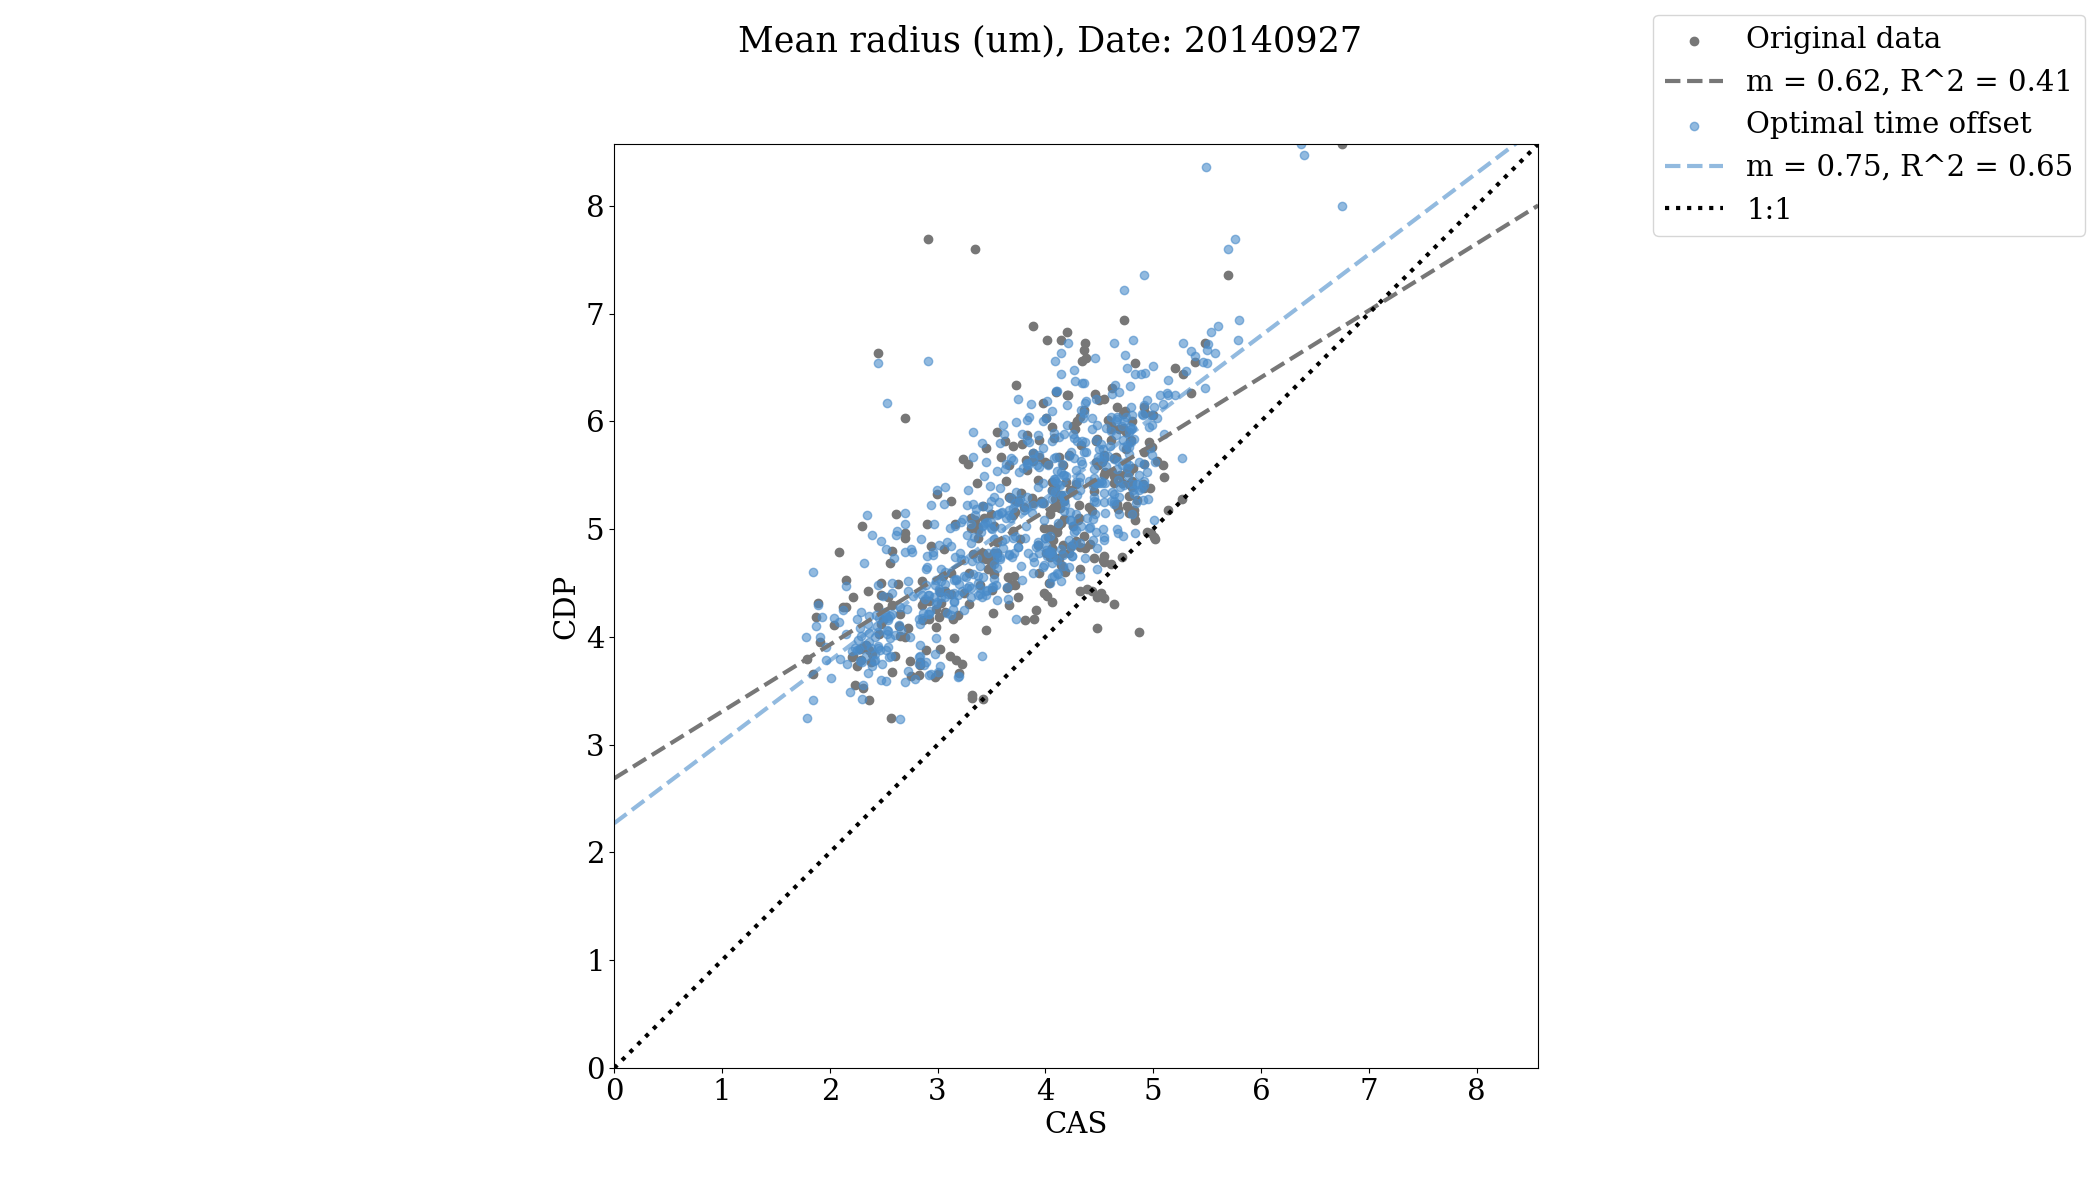 Mean radius (um), Date: 20140927
Original data
m = 0.62, R^2 = 0.41
Optimal time offset
m = 0.75, R^2 = 0.65
1:1
8
7
6
5
4
3
2
1
0
CDP
0 1 2 3 4 5 6 7 8
CAS